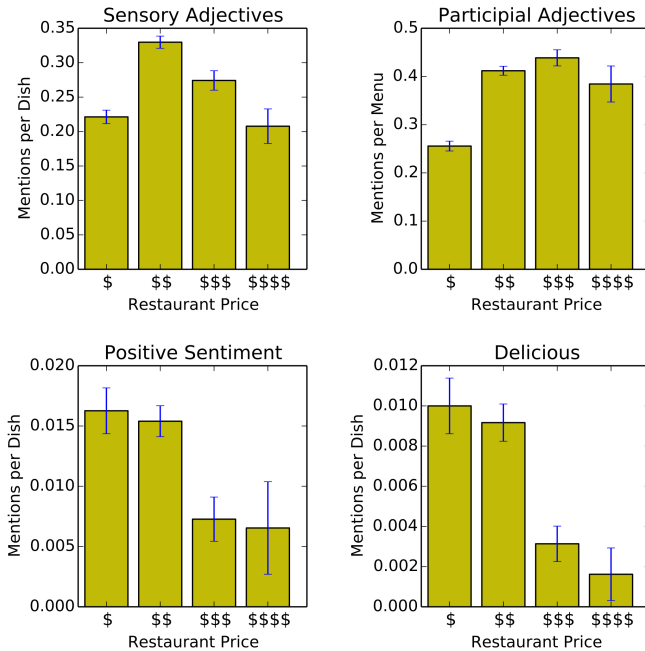 Sensory Adjectives
0.35
0.30
0.25
0.20
0.15
0.10
0.05
0.00
Mentions per Dish
$ $$ $$$ $$$$
Restaurant Price
Participial Adjectives
0.5
0.4
0.3
0.2
0.1
0.0
Mentions per Menu
$ $$ $$$ $$$$
Restaurant Price
Positive Sentiment
0.020
0.015
0.010
0.005
0.000
Mentions per Dish
$ $$ $$$ $$$$
Restaurant Price
Delicious
0.012
0.010
0.008
0.006
0.004
0.002
0.000
Mentions per Dish
$ $$ $$$ $$$$
Restaurant Price